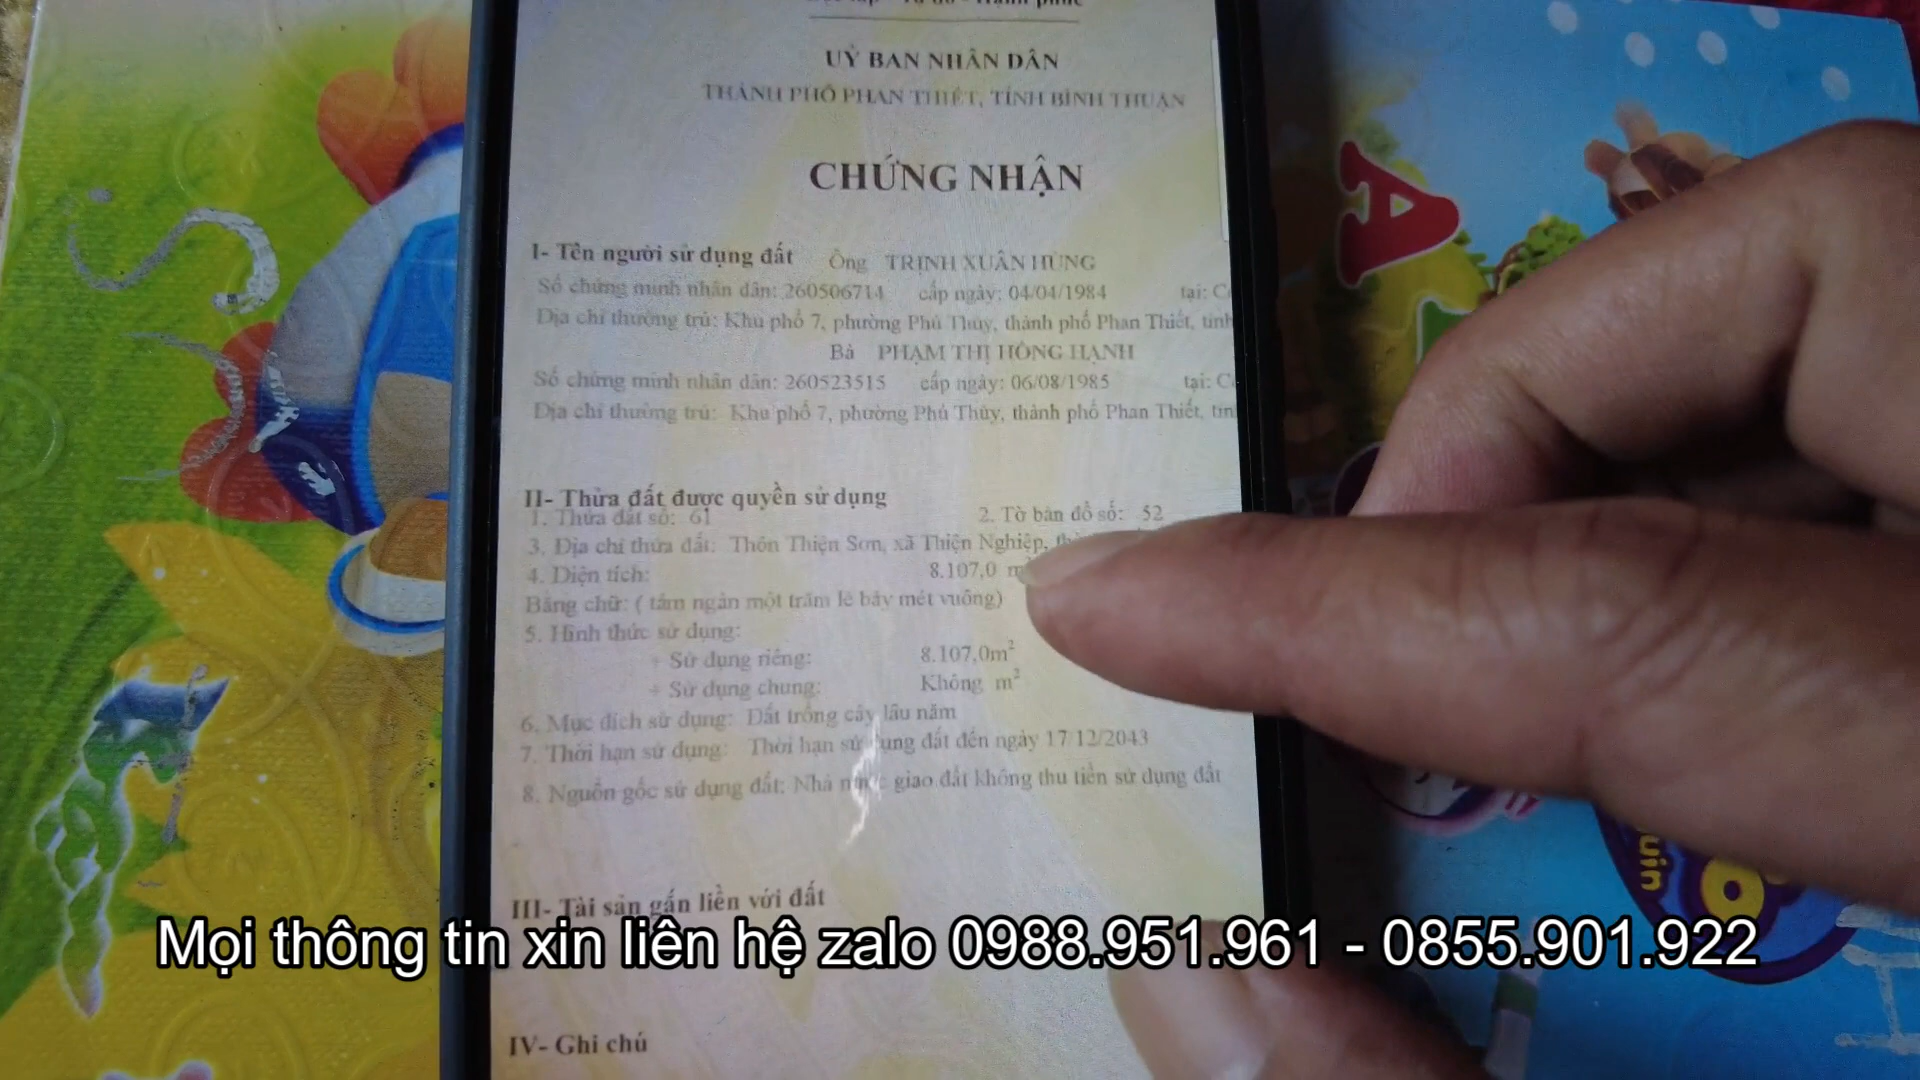 UỶ BAN NHÂN DÂN
THÀNH PHỐ PHAN THIẾT, TỈNH BÌNH THUẬN
CHỨNG NHẬN
I- Tên người sử dụng đất Ông TRỊNH XUÂN HÙNG
Số chứng minh nhân dân: 260506714 cấp ngày: 04/04/1984 tại:
Địa chỉ thường trú: Khu phố 7, phường Phú Thủy, thành phố Phan Thiết, tỉnh
Bà PHẠM THỊ HỒNG HẠNH
Số chứng minh nhân dân: 260523515 cấp ngày: 06/08/1985 tại:
Địa chỉ thường trú: Khu phố 7, phường Phú Thủy, thành phố Phan Thiết,
II- Thửa đất được quyền sử dụng
1. Thửa đất số: 61 2. Tờ bản đồ số: 52
3. Địa chỉ thửa đất: Thôn Thiện Sơn, xã Thiện Nghiệp,
4. Diện tích: 8.107,0
Bằng chữ: ( tám ngàn một trăm lẻ bảy mét vuông)
5. Hình thức sử dụng:
+ Sử dụng riêng: 8.107,0m²
+ Sử dụng chung: Không m²
6. Mục đích sử dụng: Đất trồng cây lâu năm
7. Thời hạn sử dụng: Thời hạn sử dụng đất đến ngày 17/12/2043
8. Nguồn gốc sử dụng đất: Nhà nước giao đất không thu tiền sử dụng đất
III- Tài sản gắn liền với đất
Mọi thông tin xin liên hệ zalo 0988.951.961 - 0855.901.922
IV- Ghi chú
A